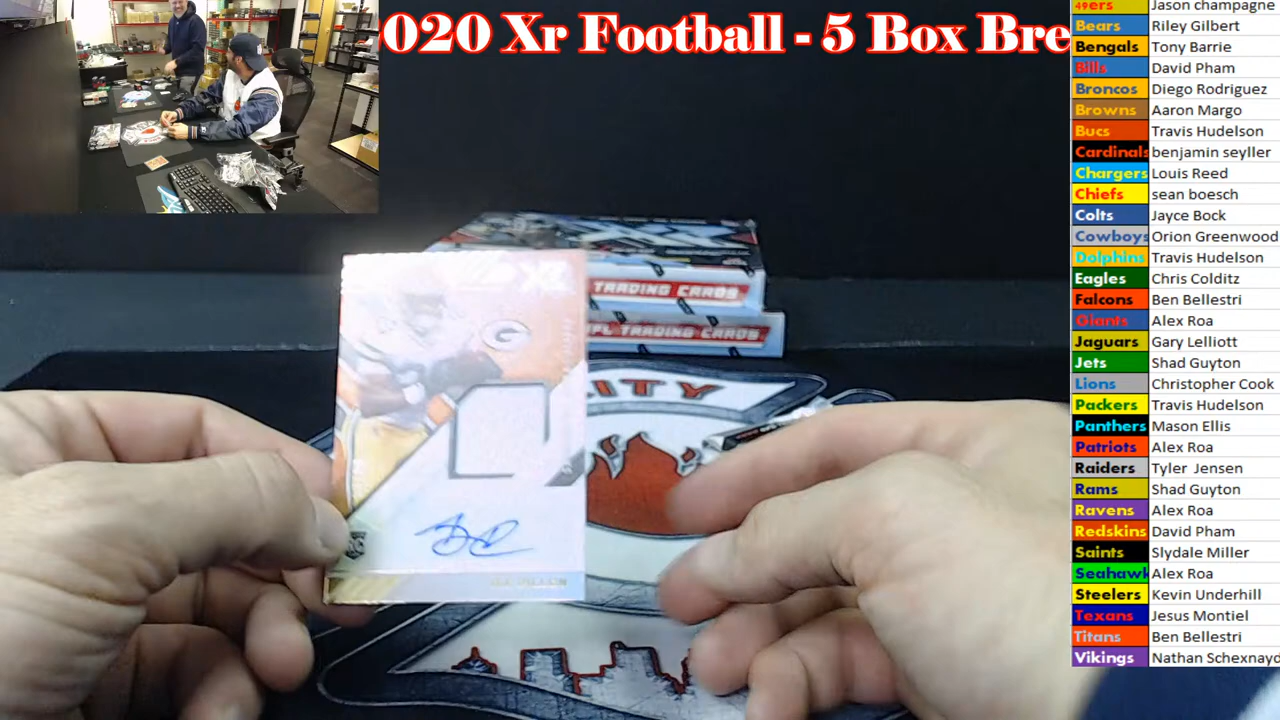 020 Xr Football - 5 Box Bre
49ers Jason champagne
Bears Riley Gilbert
Bengals Tony Barrie
Bills David Pham
Broncos Diego Rodriguez
Browns Aaron Margo
Bucs Travis Hudelson
Cardinals benjamin seyller
Chargers Louis Reed
Chiefs sean boesch
Colts Jayce Bock
Cowboys Orion Greenwood
Dolphins Travis Hudelson
Eagles Chris Colditz
Falcons Ben Bellestri
Giants Alex Roa
Jaguars Gary Lelliott
Jets Shad Guyton
Lions Christopher Cook
Packers Travis Hudelson
Panthers Mason Ellis
Patriots Alex Roa
Raiders Tyler Jensen
Rams Shad Guyton
Ravens Alex Roa
Redskins David Pham
Saints Slydale Miller
Seahawk Alex Roa
Steelers Kevin Underhill
Texans Jesus Montiel
Titans Ben Bellestri
Vikings Nathan Schexnayd
XR
TRADING CARDS
NFL TRADING CARDS
G
ITY